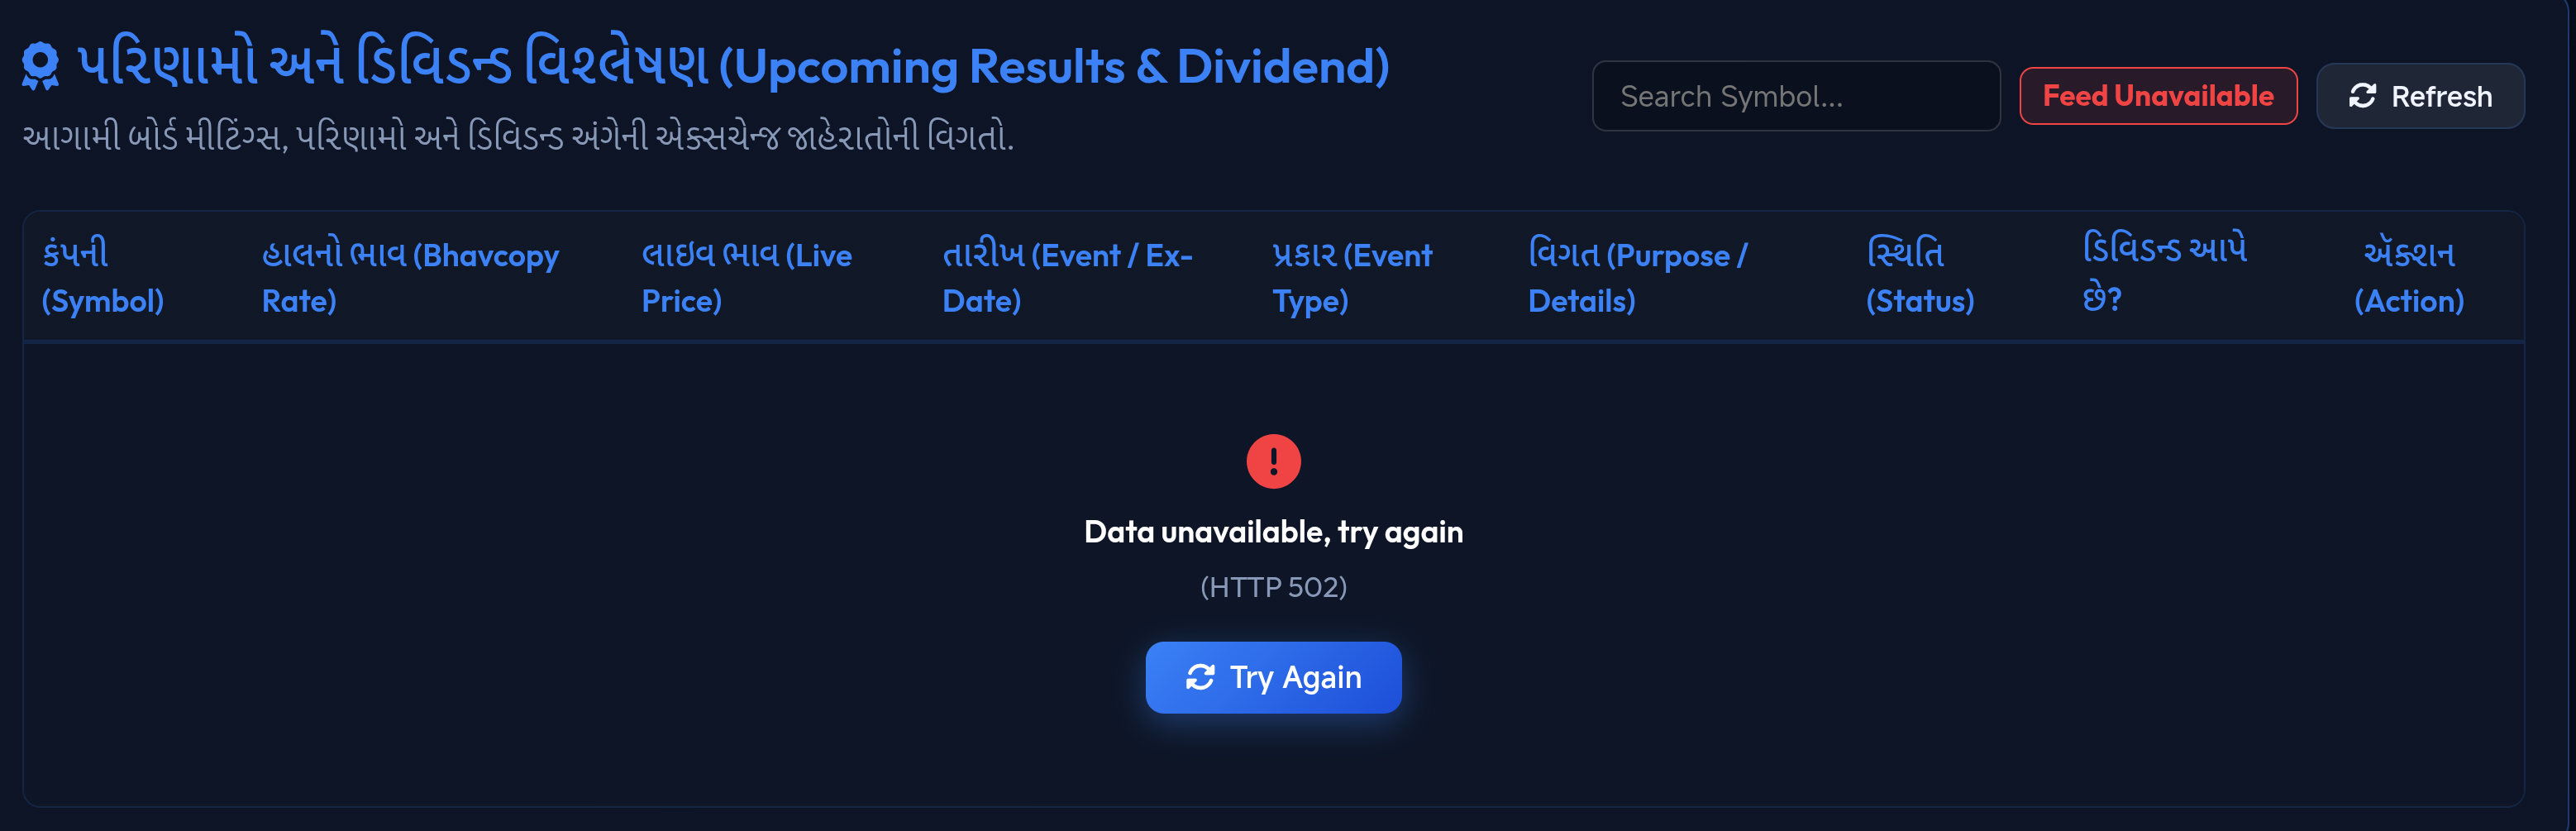 પરિણામો અને ડિવિડન્ડ વિશ્લેષણ (Upcoming Results & Dividend)
આગામી બોર્ડ મીટિંગ્સ, પરિણામો અને ડિવિડન્ડ અંગેની એક્સચેન્જ જાહેરાતોની વિગતો.
Search Symbol...
Feed Unavailable
Refresh
કંપની
(Symbol)
હાલનો ભાવ (Bhavcopy
Rate)
લાઇવ ભાવ (Live
Price)
તારીખ (Event / Ex-
Date)
પ્રકાર (Event
Type)
વિગત (Purpose /
Details)
સ્થિતિ
(Status)
ડિવિડન્ડ આપે
છે?
ઍક્શન
(Action)
Data unavailable, try again
(HTTP 502)
Try Again